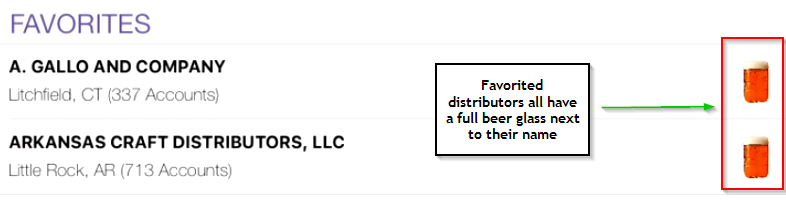 FAVORITES
A. GALLO AND COMPANY
Litchfield, CT (337 Accounts)
ARKANSAS CRAFT DISTRIBUTORS, LLC
Little Rock, AR (713 Accounts)
Favorited
distributors all have
a full beer glass next
to their name